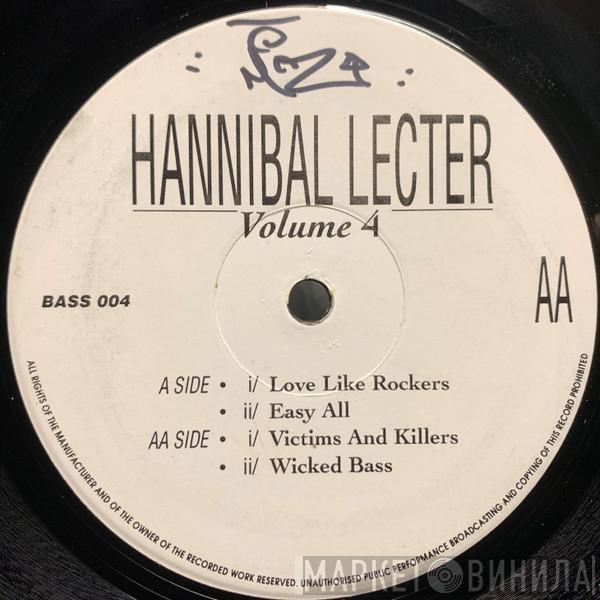 HANNIBAL LECTER
Volume 4
BASS 004
AA
A SIDE • i/ Love Like Rockers
• ii/ Easy All
AA SIDE • i/ Victims And Killers
• ii/ Wicked Bass
ALL RIGHTS OF THE MANUFACTURER AND OF THE OWNER OF THE RECORDED WORK RESERVED. UNAUTHORISED PUBLIC PERFORMANCE BROADCASTING AND COPYING OF THIS RECORD PROHIBITED
МАРКЕТ ВИНИЛА